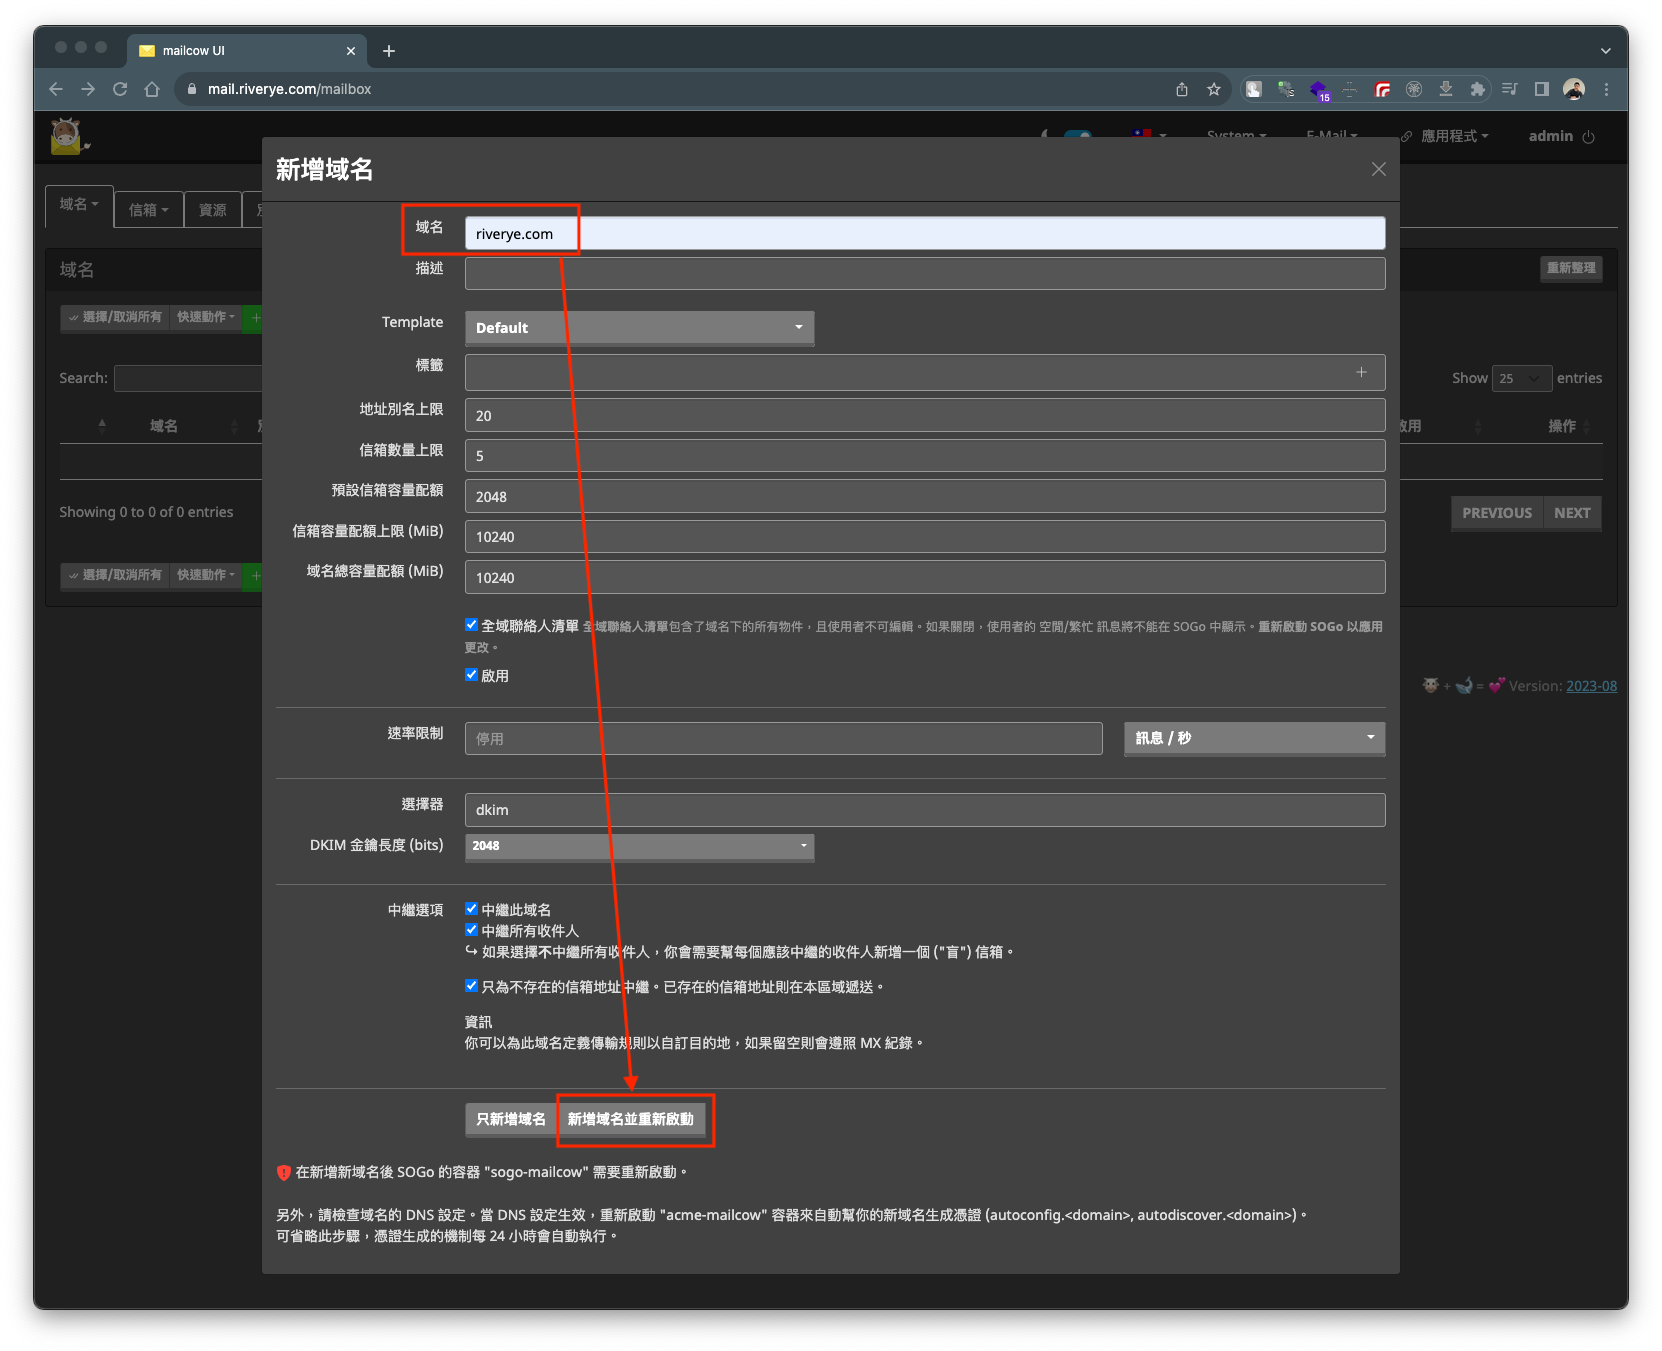 mailcow UI
mail.riverye.com/mailbox
15
System
E-Mail
應用程式
admin
新增域名
域名
信箱
資源
域名
riverye.com
描述
域名
重新整理
選擇/取消所有
快速動作
Template
Default
標籤
Search:
Show 25 entries
地址別名上限
20
域名
啟用
操作
信箱數量上限
5
預設信箱容量配額
2048
Showing 0 to 0 of 0 entries
PREVIOUS
NEXT
信箱容量配額上限 (MiB)
10240
域名總容量配額 (MiB)
10240
選擇/取消所有
快速動作
全域聯絡人清單 全域聯絡人清單包含了域名下的所有物件，且使用者不可編輯。如果關閉，使用者的 空閒/繁忙 訊息將不能在 SOGo 中顯示。重新啟動 SOGo 以應用
更改。
啟用
+ = Version: 2023-08
速率限制
停用
訊息 / 秒
選擇器
dkim
DKIM 金鑰長度 (bits)
2048
中繼選項
中繼此域名
中繼所有收件人
↪ 如果選擇不中繼所有收件人，你會需要幫每個應該中繼的收件人新增一個 ("盲") 信箱。
只為不存在的信箱地址中繼。已存在的信箱地址則在本區域遞送。
資訊
你可以為此域名定義傳輸規則以自訂目的地，如果留空則會遵照 MX 紀錄。
只新增域名
新增域名並重新啟動
在新增新域名後 SOGo 的容器 "sogo-mailcow" 需要重新啟動。
另外，請檢查域名的 DNS 設定。當 DNS 設定生效，重新啟動 "acme-mailcow" 容器來自動幫你的新域名生成憑證 (autoconfig.<domain>, autodiscover.<domain>)。
可省略此步驟，憑證生成的機制每 24 小時會自動執行。